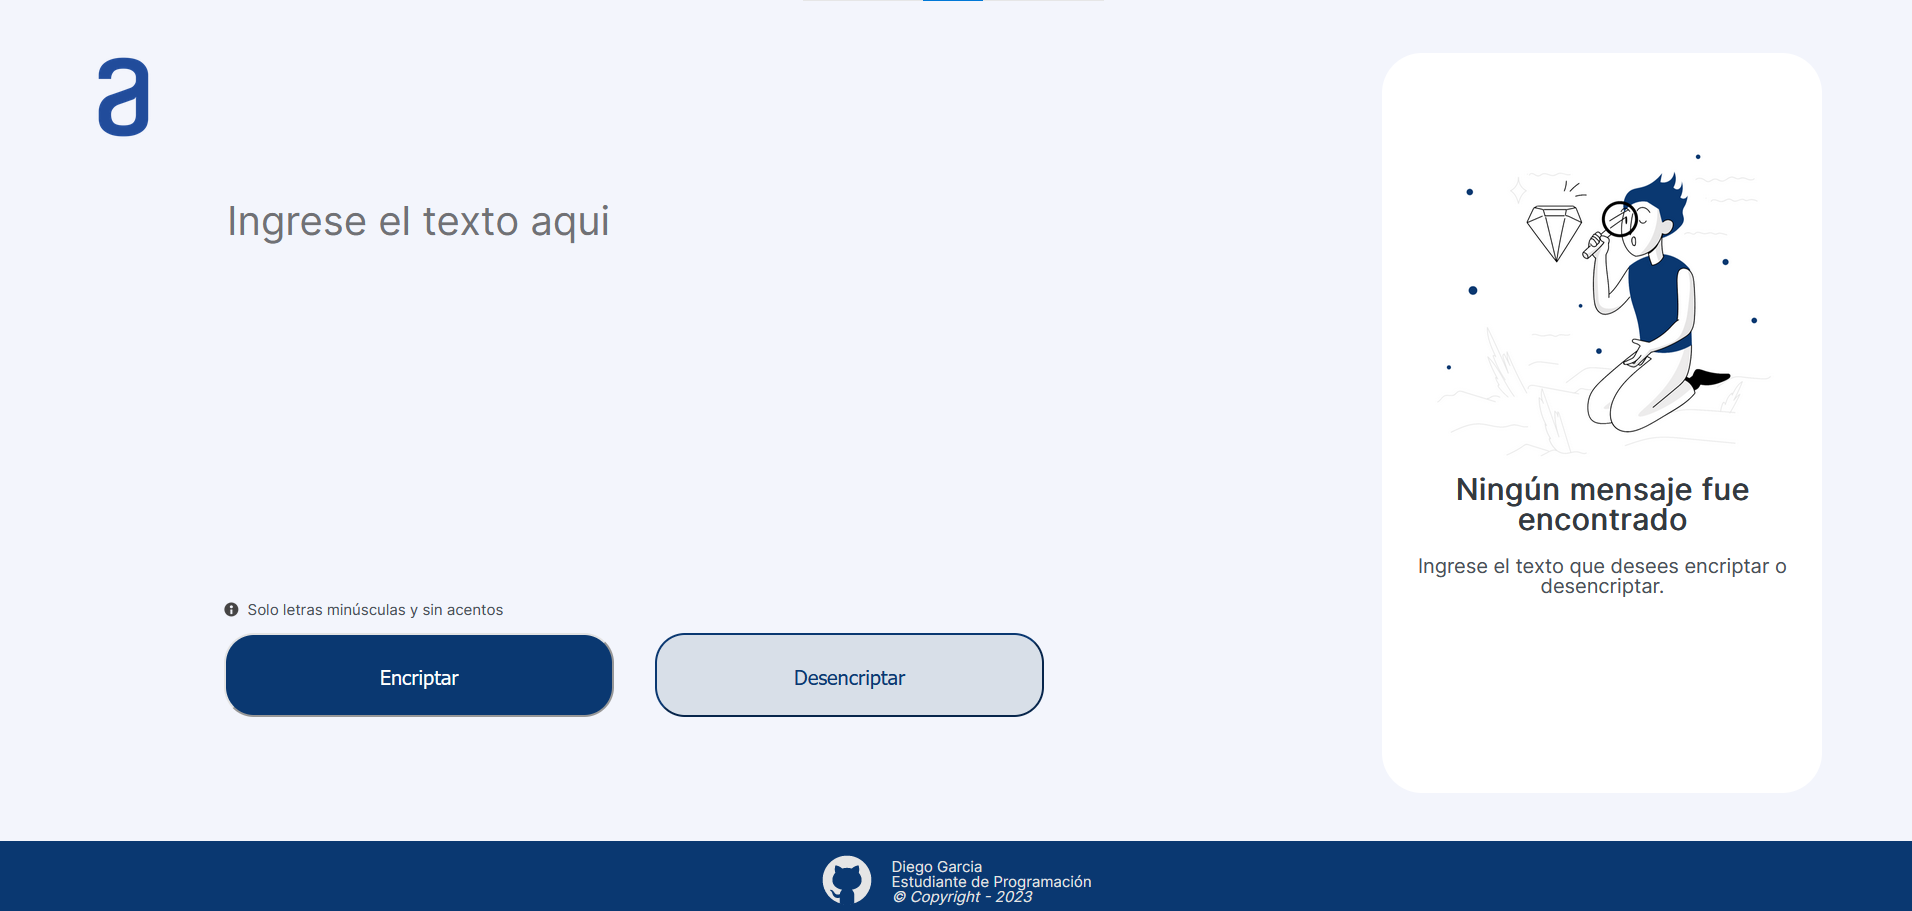 a
Ingrese el texto aqui
Solo letras minúsculas y sin acentos
Encriptar
Desencriptar
Ningún mensaje fue
encontrado
Ingrese el texto que desees encriptar o
desencriptar.
Diego Garcia
Estudiante de Programación
© Copyright - 2023